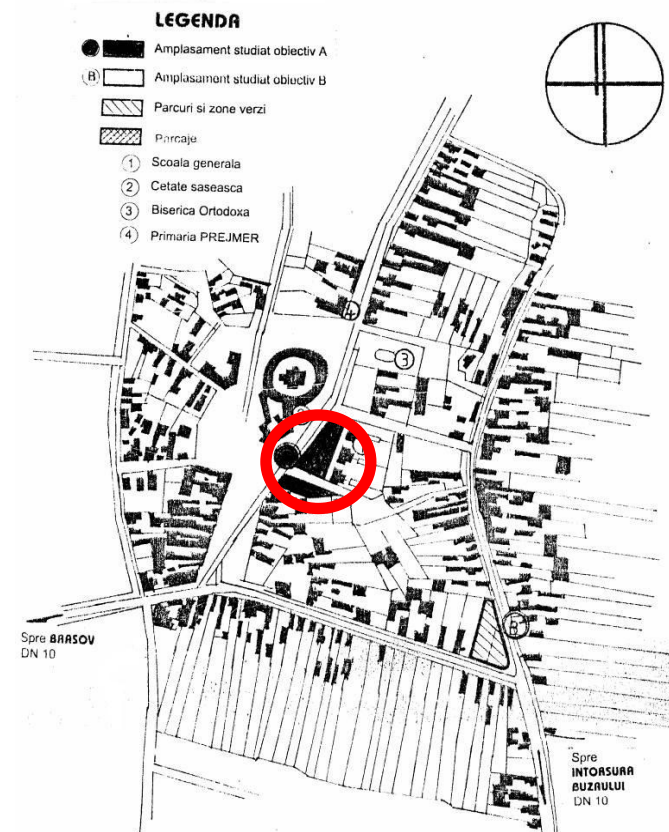 LEGENDA
Amplasament studiat obiectiv A
B Amplasament studiat obiectiv B
Parcuri si zone verzi
Parcaje
1 Scoala generala
2 Cetate saseasca
3 Biserica Ortodoxa
4 Primaria PREJMER
4
3
B
Spre BRASOV
DN 10
Spre
INTORSURA
BUZAULUI
DN 10